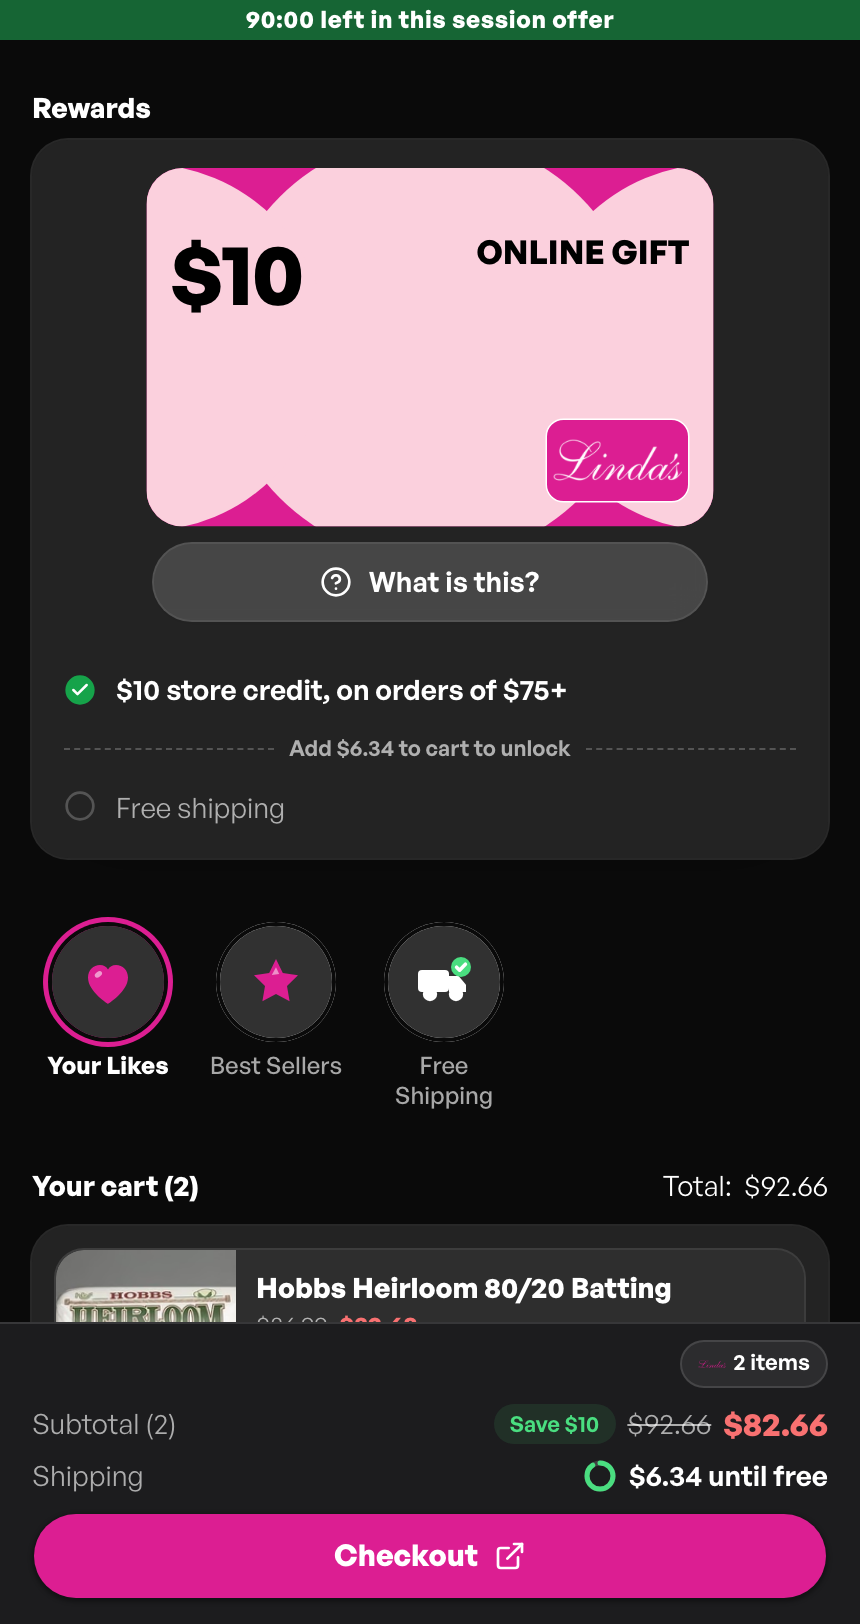 90:00 left in this session offer
Rewards
$10
ONLINE GIFT
Linda's
What is this?
$10 store credit, on orders of $75+
Add $6.34 to cart to unlock
Free shipping
Your Likes
Best Sellers
Free
Shipping
Your cart (2)
Total: $92.66
HOBBS
HEIRLOOM
Hobbs Heirloom 80/20 Batting
Linda's
2 items
Subtotal (2)
Save $10
$92.66
$82.66
Shipping
$6.34 until free
Checkout